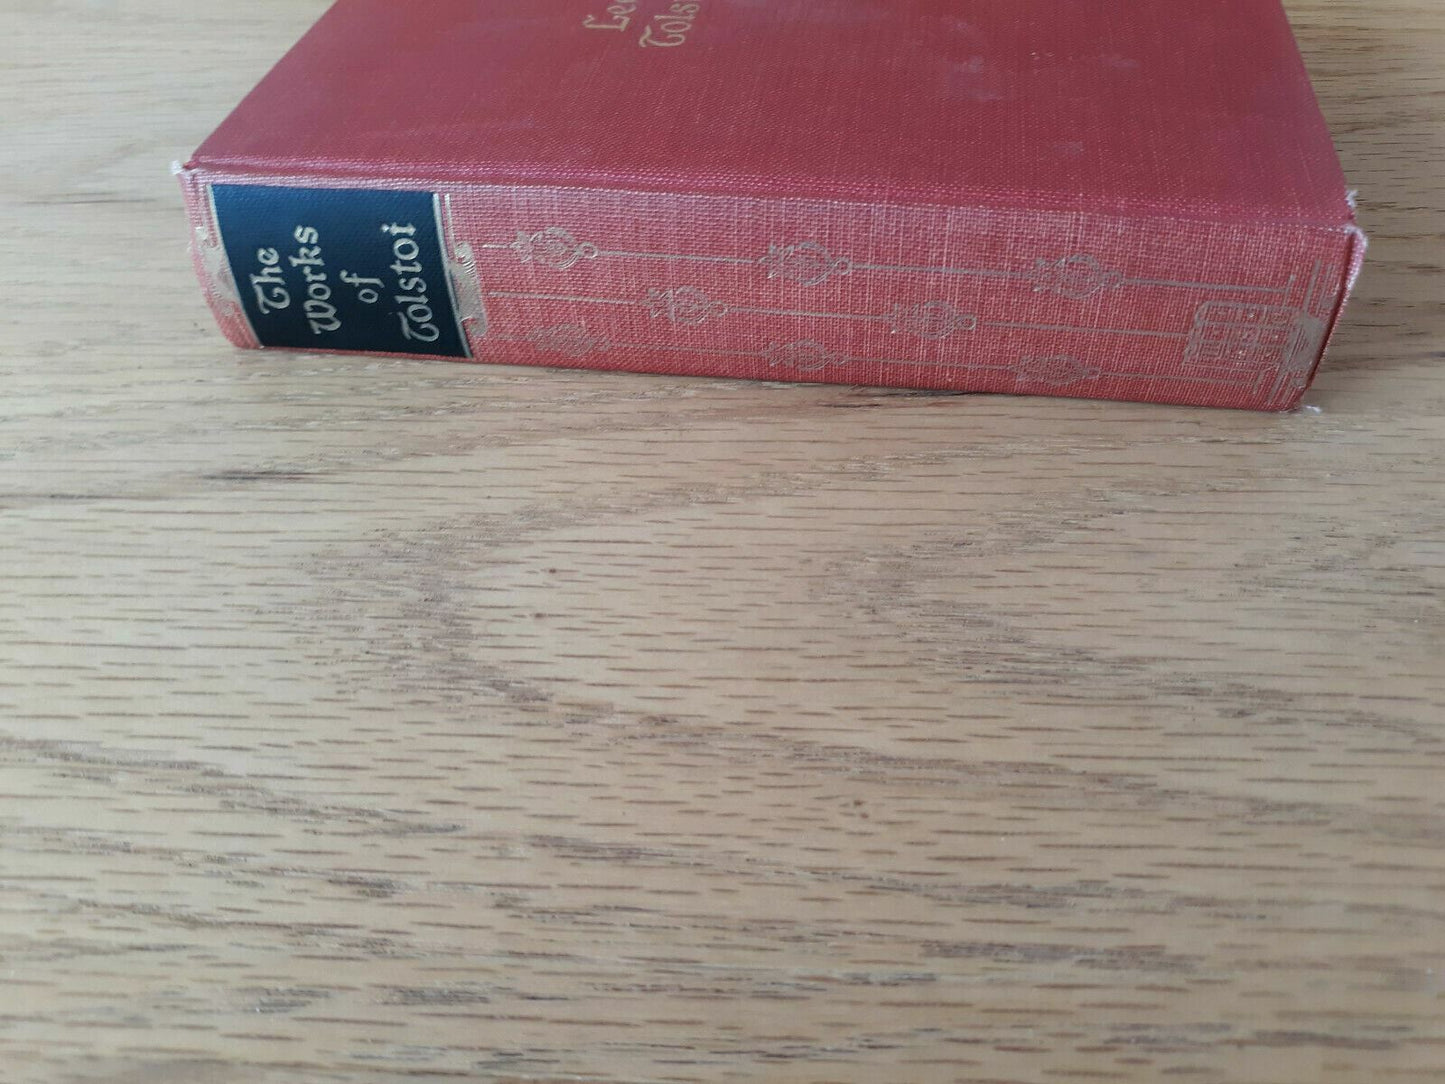 The
Works
of
Tolstoi